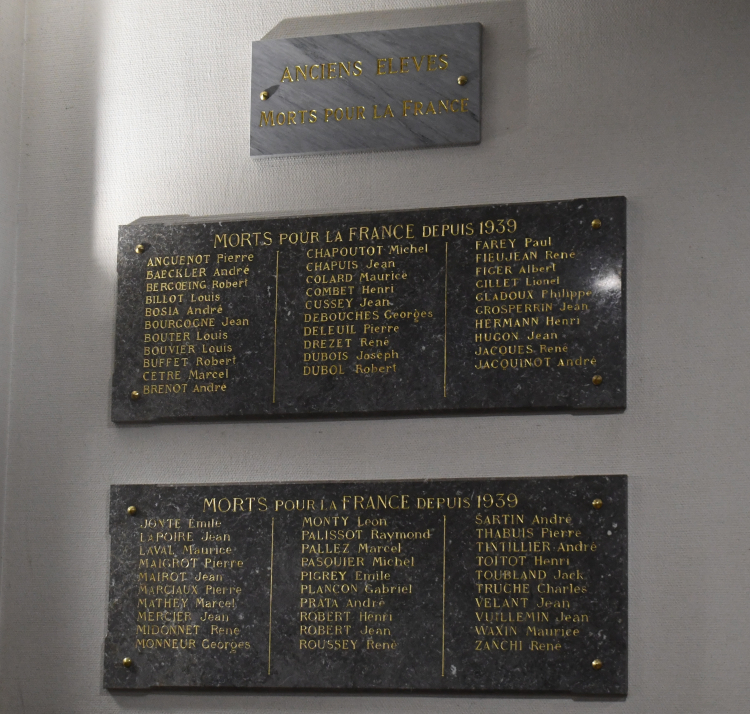 ANCIENS ELEVES
MORTS POUR LA FRANCE
MORTS POUR LA FRANCE DEPUIS 1939
ANGUENOT Pierre
BAECKLER André
BERCOEING Robert
BILLOT Louis
BOSIA André
BOURGOGNE Jean
BOUTER Louis
BOUVIER Louis
BUFFET Robert
CETRE Marcel
BRENOT André
CHAPOUTOT Michel
CHAPUIS Jean
COLARD Maurice
COMBET Henri
CUSSEY Jean
DEBOUCHES Georges
DELEUIL Pierre
DREZET René
DUBOIS Joseph
DUBOL Robert
FAREY Paul
FIEUJEAN René
FIGER Albert
GILLET Lionel
GLADOUX Philippe
GROSPERRIN Jean
HERMANN Henri
HUGON Jean
JACQUES René
JACQUINOT André
MORTS POUR LA FRANCE DEPUIS 1939
JOYTE Emile
LAPOIRE Jean
LAVAL Maurice
MAIGROT Pierre
MAIROT Jean
MARCIAUX Pierre
MATHEY Marcel
MERCIER Jean
MIDONNET René
MONNEUR Georges
MONTY Léon
PALISSOT Raymond
PALLEZ Marcel
PASQUIER Michel
PIGREY Emile
PLANCON Gabriel
PRATA André
ROBERT Henri
ROBERT Jean
ROUSSEY René
SARTIN André
THABUIS Pierre
TINTILLIER André
TOITOT Henri
TOUBLAND Jack
TRUCHE Charles
VELANT Jean
VUILLEMIN Jean
WAXIN Maurice
ZANCHI René